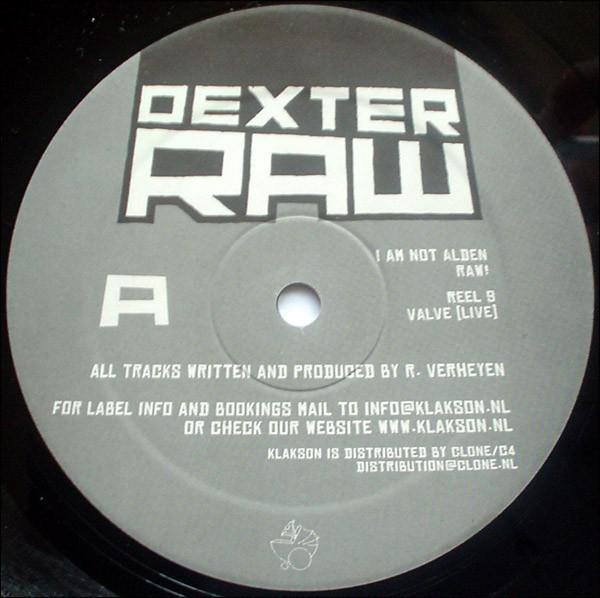 DEXTER
RAW
A
I AM NOT ALDEN
RAW!
REEL 9
VALVE [LIVE]
ALL TRACKS WRITTEN AND PRODUCED BY R. VERHEYEN
FOR LABEL INFO AND BOOKINGS MAIL TO INFO@KLAKSON.NL
OR CHECK OUR WEBSITE WWW.KLAKSON.NL
KLAKSON IS DISTRIBUTED BY CLONE/C4
DISTRIBUTION@CLONE.NL